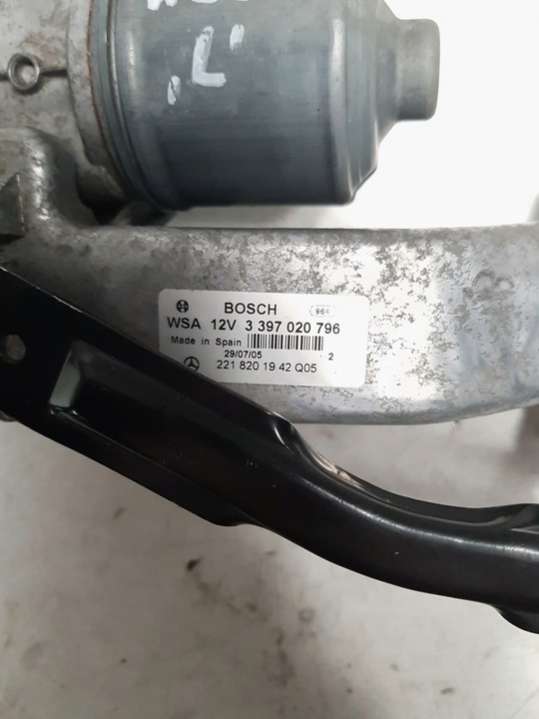 "L"
BOSCH
WSA 12V 3 397 020 796
Made in Spain
29/07/05 2
221 820 19 42 Q05